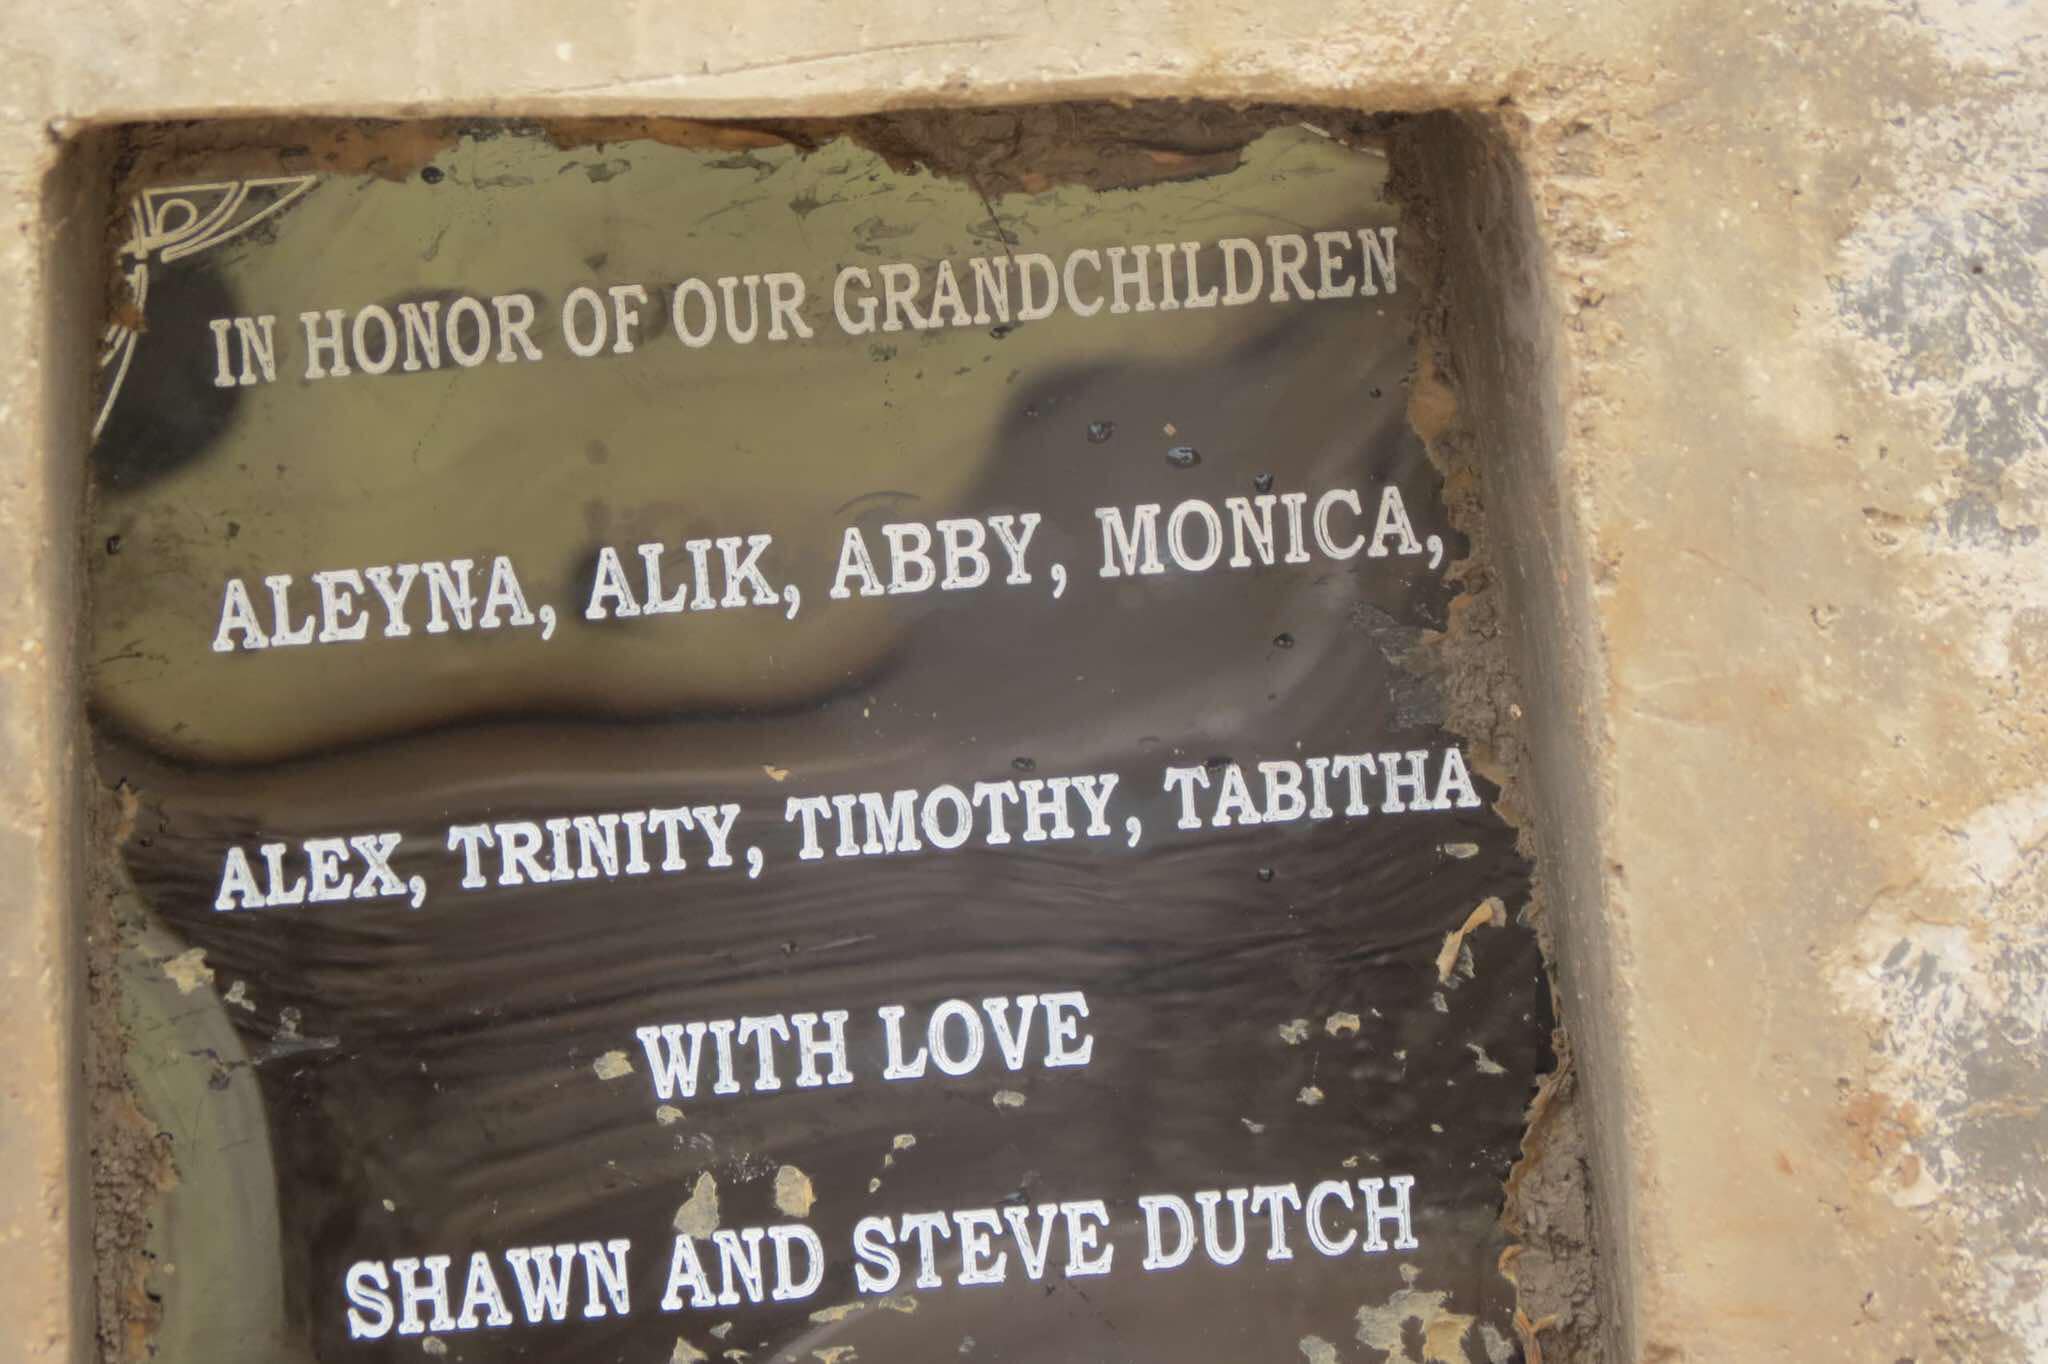 IN HONOR OF OUR GRANDCHILDREN
ALEYNA, ALIK, ABBY, MONICA,
ALEX, TRINITY, TIMOTHY, TABITHA
WITH LOVE
SHAWN AND STEVE DUTCH